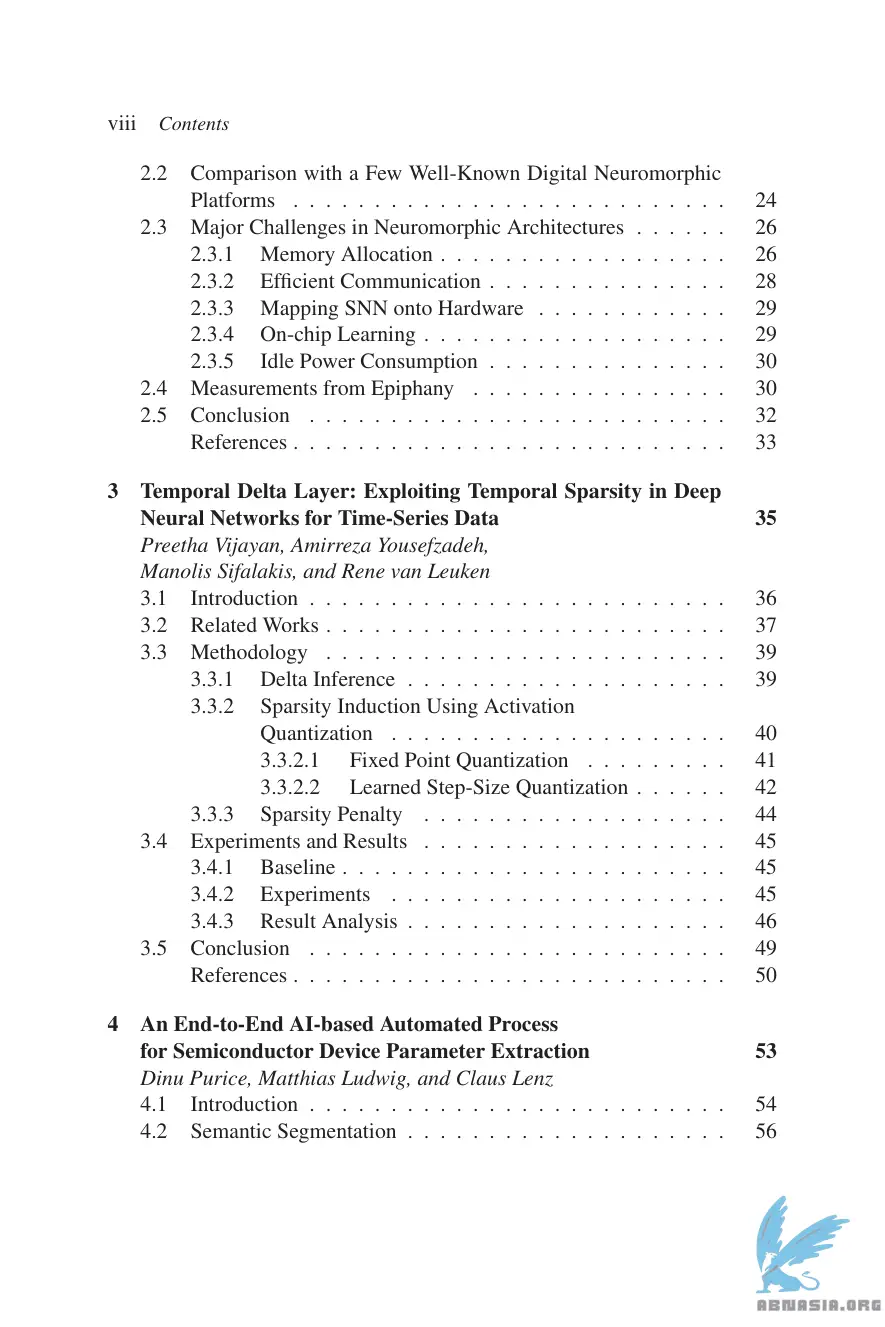 viii Contents
2.2 Comparison with a Few Well-Known Digital Neuromorphic
Platforms . . . . . . . . . . . . . . . . . . . . . . . . . . . 24
2.3 Major Challenges in Neuromorphic Architectures . . . . . . 26
2.3.1 Memory Allocation . . . . . . . . . . . . . . . . . . 26
2.3.2 Efficient Communication . . . . . . . . . . . . . . . 28
2.3.3 Mapping SNN onto Hardware . . . . . . . . . . . . 29
2.3.4 On-chip Learning . . . . . . . . . . . . . . . . . . . 29
2.3.5 Idle Power Consumption . . . . . . . . . . . . . . . 30
2.4 Measurements from Epiphany . . . . . . . . . . . . . . . . 30
2.5 Conclusion . . . . . . . . . . . . . . . . . . . . . . . . . . 32
References . . . . . . . . . . . . . . . . . . . . . . . . . . . 33
3 Temporal Delta Layer: Exploiting Temporal Sparsity in Deep
Neural Networks for Time-Series Data 35
Preetha Vijayan, Amirreza Yousefzadeh,
Manolis Sifalakis, and Rene van Leuken
3.1 Introduction . . . . . . . . . . . . . . . . . . . . . . . . . . 36
3.2 Related Works . . . . . . . . . . . . . . . . . . . . . . . . . 37
3.3 Methodology . . . . . . . . . . . . . . . . . . . . . . . . . 39
3.3.1 Delta Inference . . . . . . . . . . . . . . . . . . . . 39
3.3.2 Sparsity Induction Using Activation
Quantization . . . . . . . . . . . . . . . . . . . . . 40
3.3.2.1 Fixed Point Quantization . . . . . . . . . 41
3.3.2.2 Learned Step-Size Quantization . . . . . . 42
3.3.3 Sparsity Penalty . . . . . . . . . . . . . . . . . . . 44
3.4 Experiments and Results . . . . . . . . . . . . . . . . . . . 45
3.4.1 Baseline . . . . . . . . . . . . . . . . . . . . . . . . 45
3.4.2 Experiments . . . . . . . . . . . . . . . . . . . . . 45
3.4.3 Result Analysis . . . . . . . . . . . . . . . . . . . . 46
3.5 Conclusion . . . . . . . . . . . . . . . . . . . . . . . . . . 49
References . . . . . . . . . . . . . . . . . . . . . . . . . . . 50
4 An End-to-End AI-based Automated Process
for Semiconductor Device Parameter Extraction 53
Dinu Purice, Matthias Ludwig, and Claus Lenz
4.1 Introduction . . . . . . . . . . . . . . . . . . . . . . . . . . 54
4.2 Semantic Segmentation . . . . . . . . . . . . . . . . . . . . 56
ABNASIA.ORG